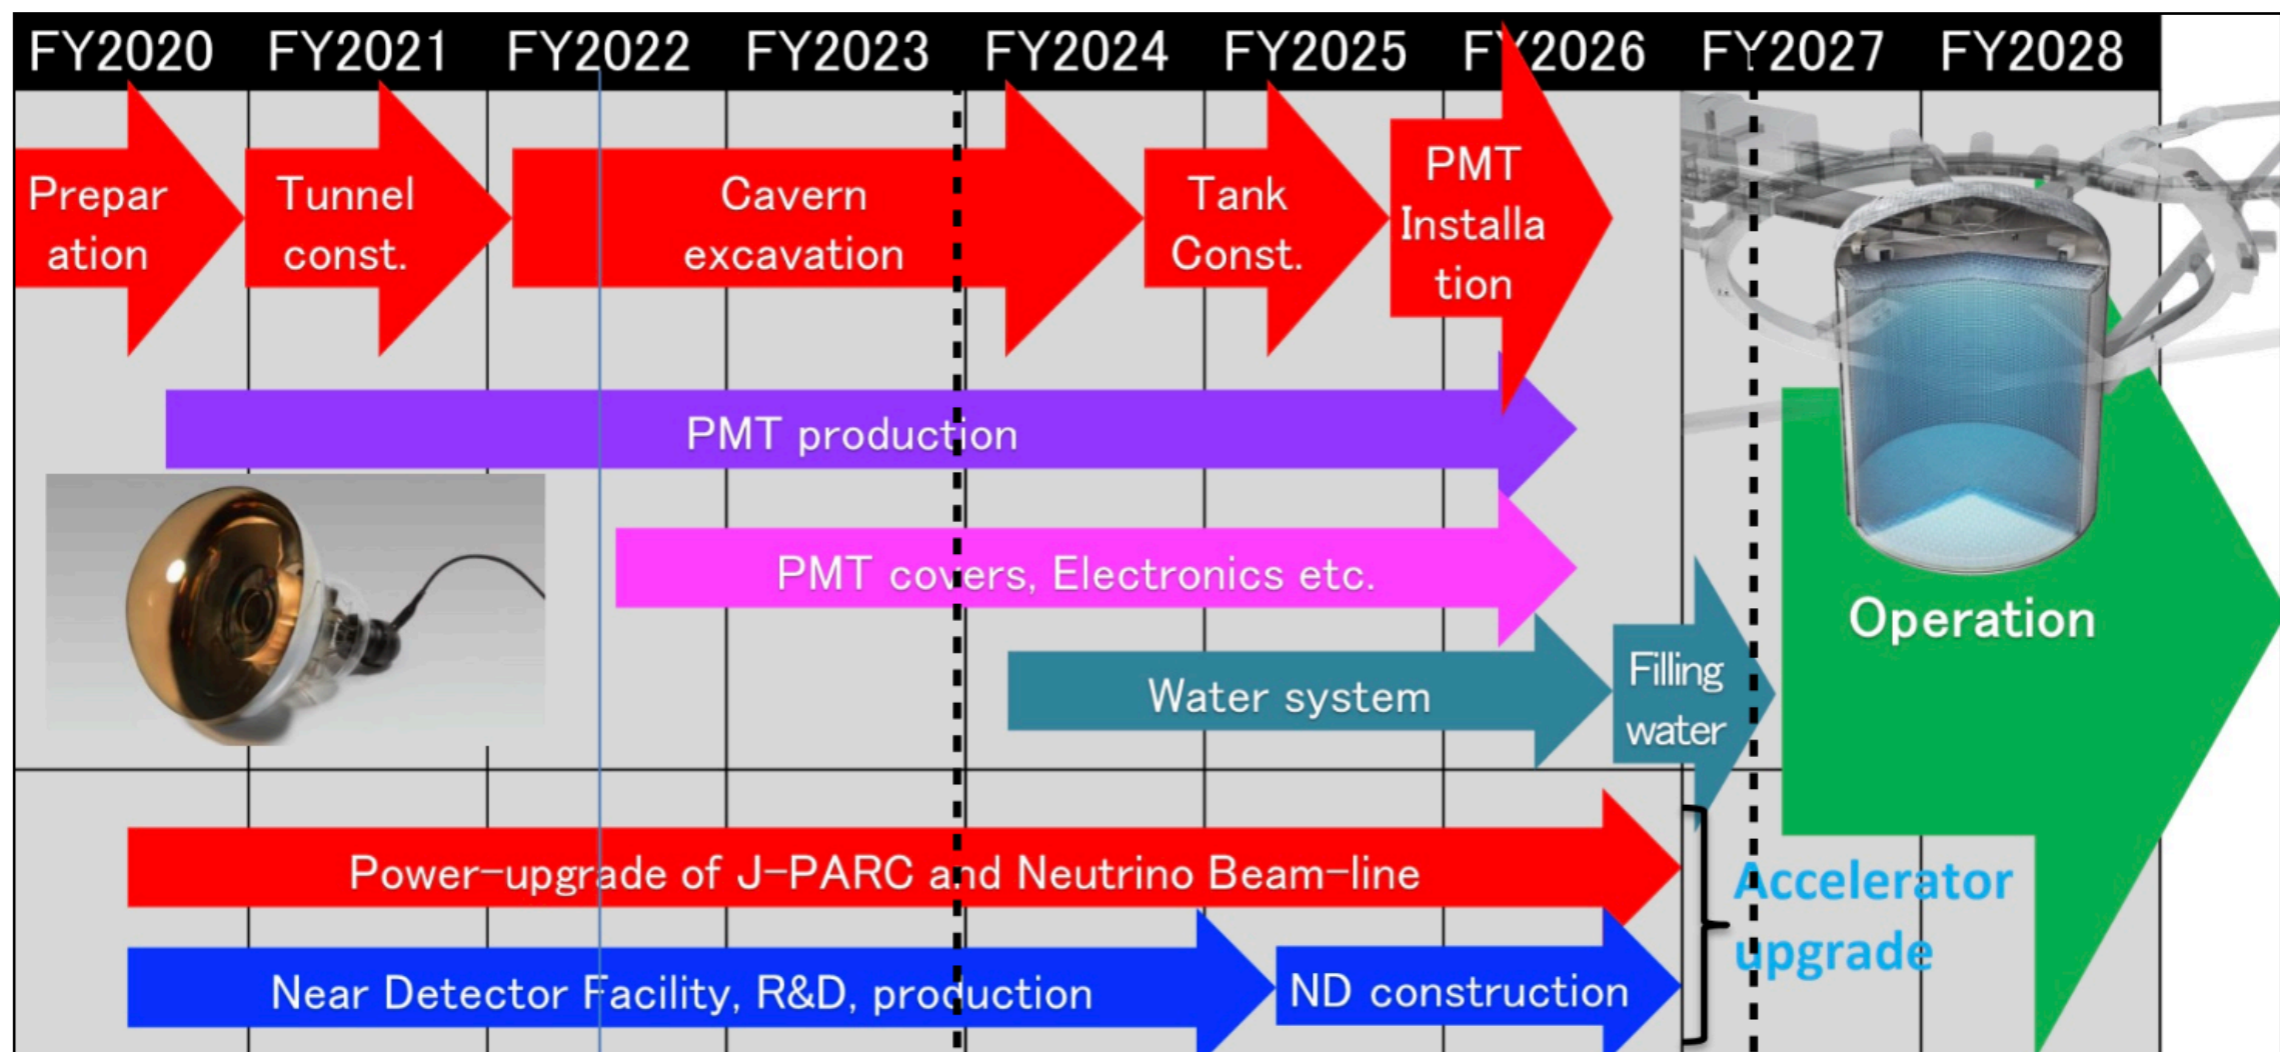 FY2020 FY2021 FY2022 FY2023 FY2024 FY2025 FY2026 FY2027 FY2028
Prepar
ation
Tunnel
const.
Cavern
excavation
Tank
Const.
PMT
Installa
tion
PMT production
PMT covers, Electronics etc.
Water system
Filling
water
Operation
Power-upgrade of J-PARC and Neutrino Beam-line
Near Detector Facility, R&D, production
ND construction
Accelerator
upgrade